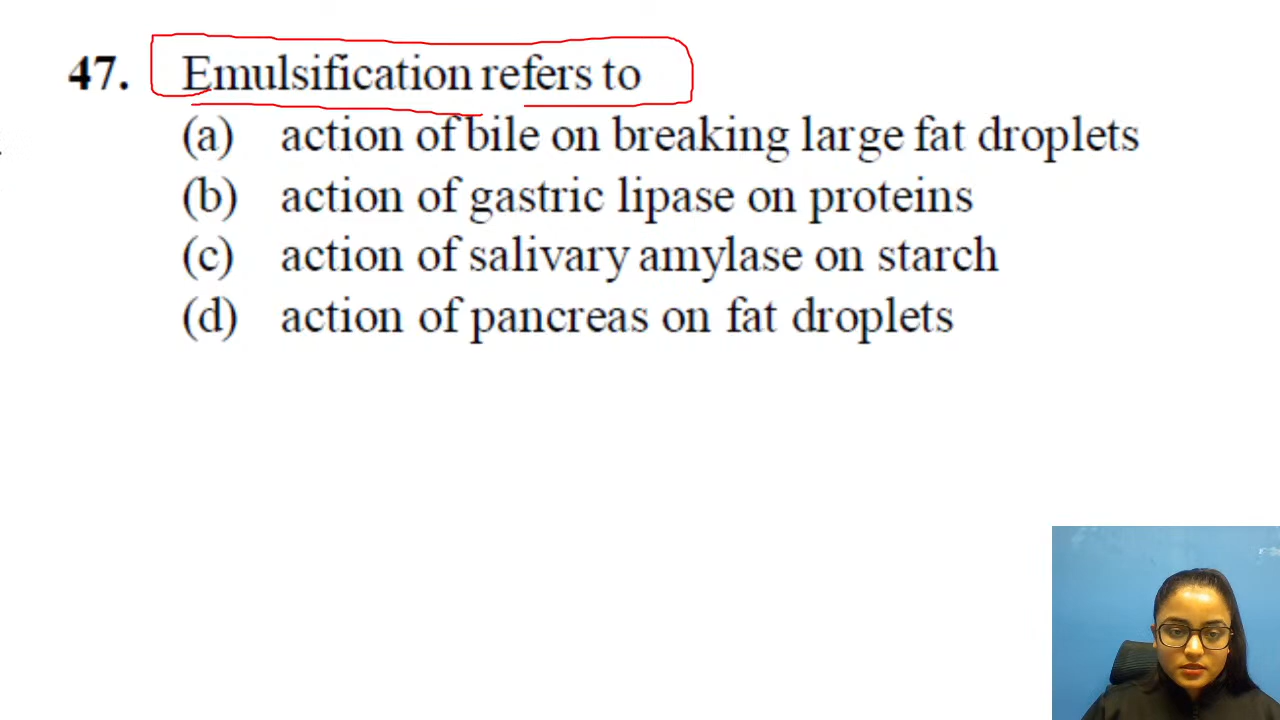 47. Emulsification refers to
(a) action of bile on breaking large fat droplets
(b) action of gastric lipase on proteins
(c) action of salivary amylase on starch
(d) action of pancreas on fat droplets